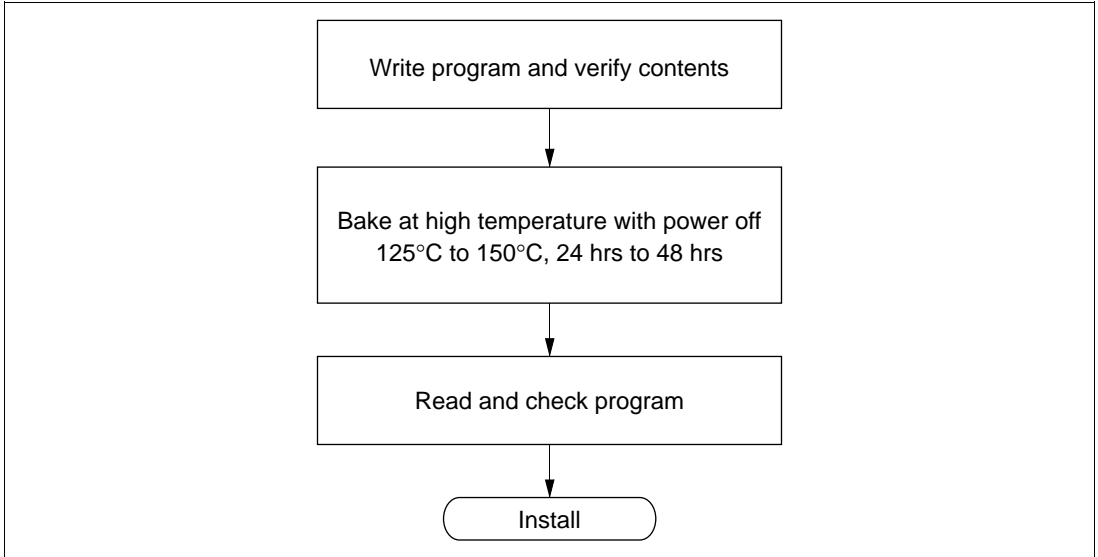 Write program and verify contents
Bake at high temperature with power off
125°C to 150°C, 24 hrs to 48 hrs
Read and check program
Install